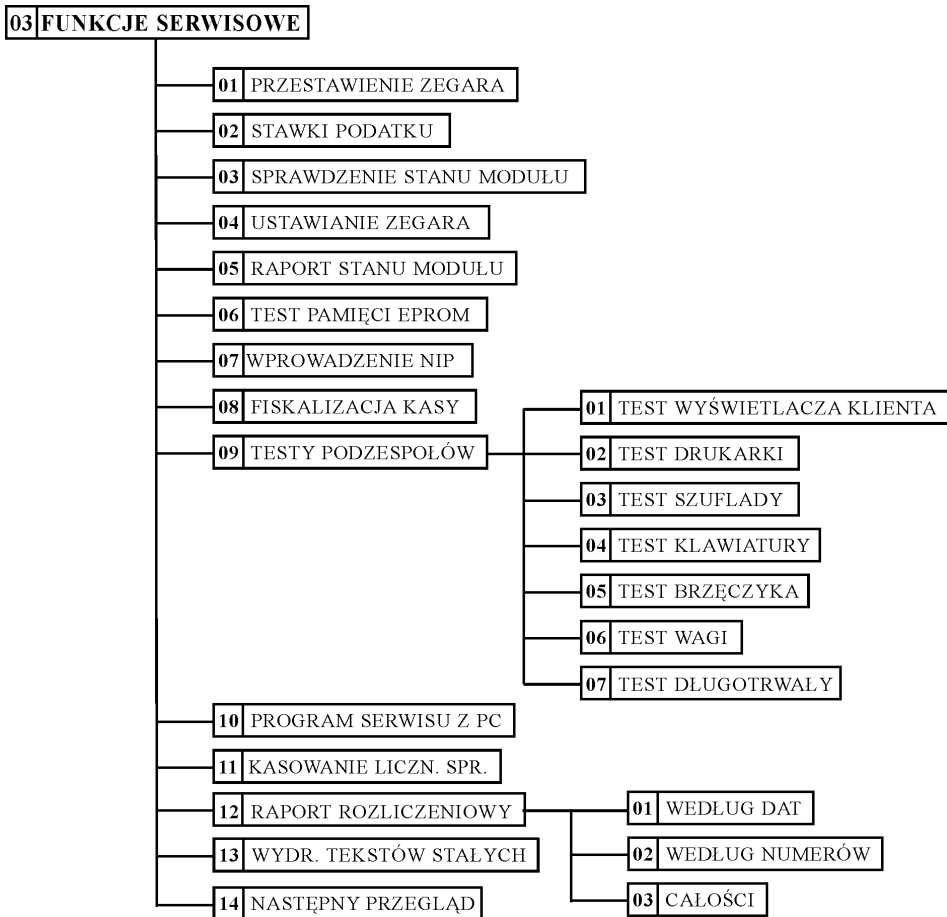 03 FUNKCJE SERWISOWE
01 PRZESTAWIENIE ZEGARA
02 STAWKI PODATKU
03 SPRAWDZENIE STANU MODUŁU
04 USTAWIANIE ZEGARA
05 RAPORT STANU MODUŁU
06 TEST PAMIĘCI EPROM
07 WPROWADZENIE NIP
08 FISKALIZACJA KASY
09 TESTY PODZESPOŁÓW
01 TEST WYŚWIETLACZA KLIENTA
02 TEST DRUKARKI
03 TEST SZUFLADY
04 TEST KLAWIATURY
05 TEST BRZĘCZYKA
06 TEST WAGI
07 TEST DŁUGOTRWAŁY
10 PROGRAM SERWISU Z PC
11 KASOWANIE LICZN. SPR.
12 RAPORT ROZLICZENIOWY
01 WEDŁUG DAT
02 WEDŁUG NUMERÓW
03 CAŁOŚCI
13 WYDR. TEKSTÓW STAŁYCH
14 NASTĘPNY PRZEGLĄD